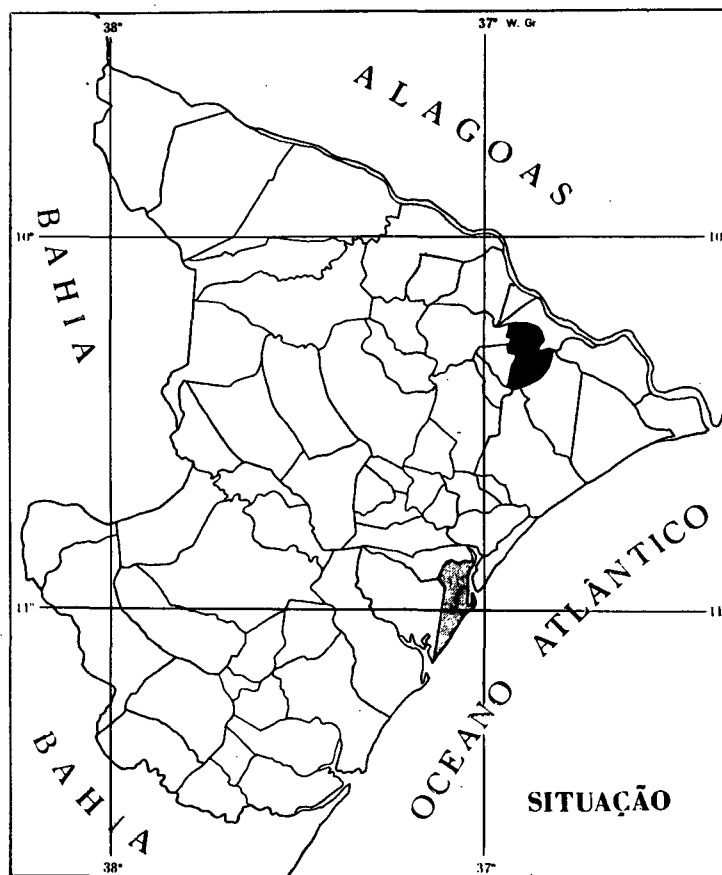 38° 37° W. Gr
ALAGOAS
BAHIA
10° 10
OCEANO ATLÂNTICO
11° 11
BAHIA
SITUAÇÃO
38° 37°